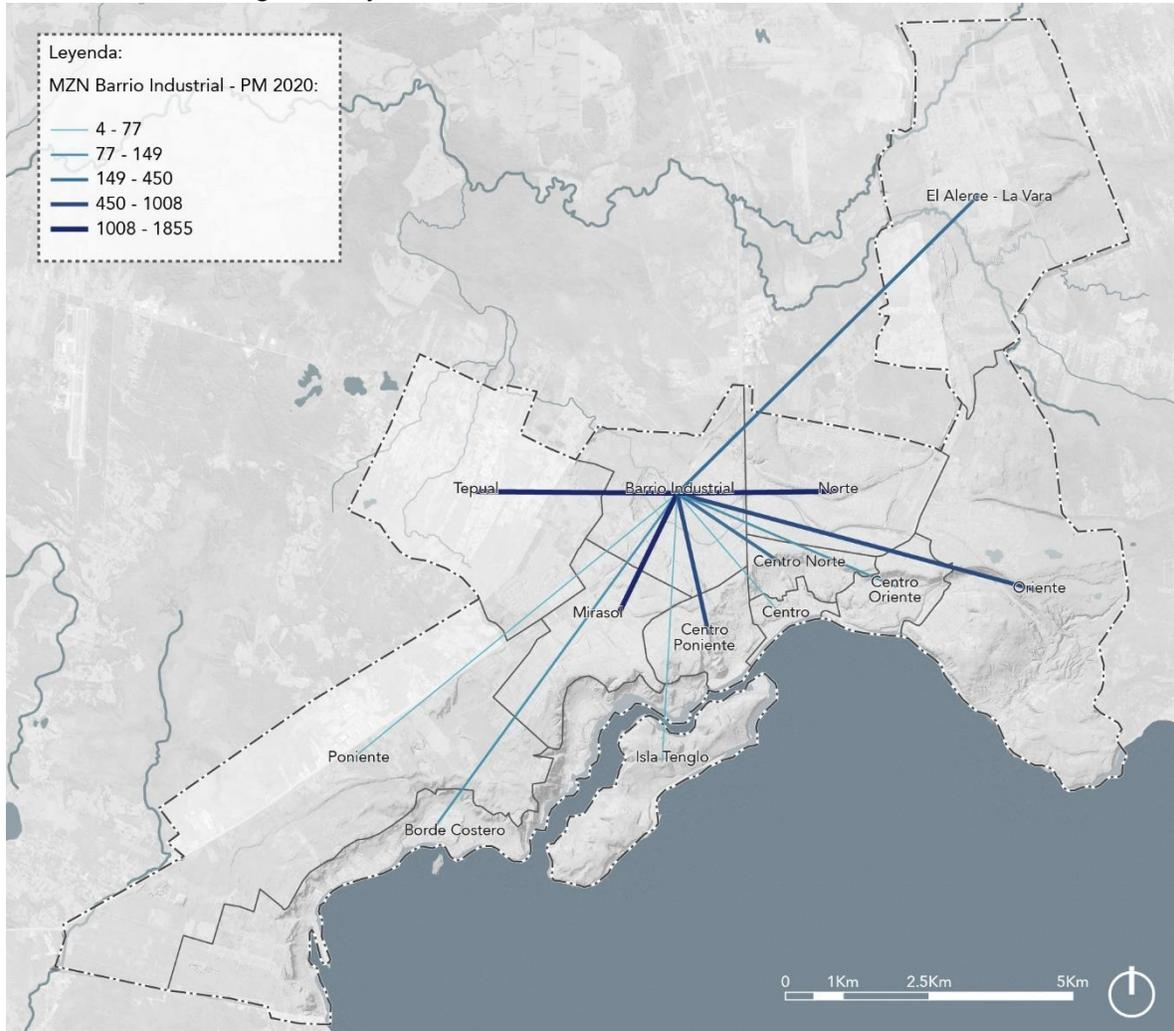 Leyenda:
MZN Barrio Industrial - PM 2020:
4 - 77
77 - 149
149 - 450
450 - 1008
1008 - 1855
El Alerce - La Vara
Tepual
Barrio Industrial
Norte
Centro Norte
Centro
Oriente
Oriente
Mirasol
Centro
Centro
Poniente
Poniente
Isla Tenglo
Borde Costero
0
1Km
2.5Km
5Km